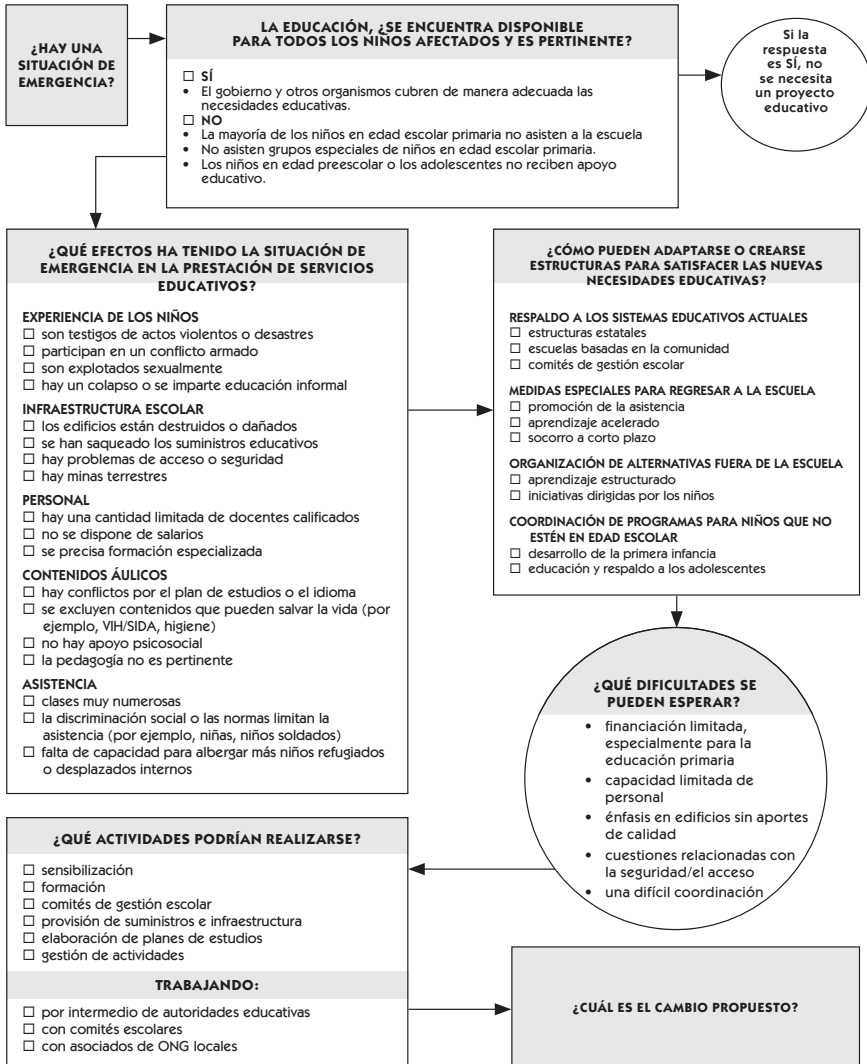 ¿HAY UNA
SITUACIÓN DE
EMERGENCIA?
LA EDUCACIÓN, ¿SE ENCUENTRA DISPONIBLE
PARA TODOS LOS NIÑOS AFECTADOS Y ES PERTINENTE?
☐ SÍ
• El gobierno y otros organismos cubren de manera adecuada las
necesidades educativas.
☐ NO
• La mayoría de los niños en edad escolar primaria no asisten a la escuela
• No asisten grupos especiales de niños en edad escolar primaria.
• Los niños en edad preescolar o los adolescentes no reciben apoyo
educativo.
Si la
respuesta
es SÍ, no
se necesita
un proyecto
educativo
¿QUÉ EFECTOS HA TENIDO LA SITUACIÓN DE
EMERGENCIA EN LA PRESTACIÓN DE SERVICIOS
EDUCATIVOS?
EXPERIENCIA DE LOS NIÑOS
☐ son testigos de actos violentos o desastres
☐ participan en un conflicto armado
☐ son explotados sexualmente
☐ hay un colapso o se imparte educación informal
INFRAESTRUCTURA ESCOLAR
☐ los edificios están destruidos o dañados
☐ se han saqueado los suministros educativos
☐ hay problemas de acceso o seguridad
☐ hay minas terrestres
PERSONAL
☐ hay una cantidad limitada de docentes calificados
☐ no se dispone de salarios
☐ se precisa formación especializada
CONTENIDOS ÁULICOS
☐ hay conflictos por el plan de estudios o el idioma
☐ se excluyen contenidos que pueden salvar la vida (por
ejemplo, VIH/SIDA, higiene)
☐ no hay apoyo psicosocial
☐ la pedagogía no es pertinente
ASISTENCIA
☐ clases muy numerosas
☐ la discriminación social o las normas limitan la
asistencia (por ejemplo, niñas, niños soldados)
☐ falta de capacidad para albergar más niños refugiados
o desplazados internos
¿CÓMO PUEDEN ADAPTARSE O CREARSE
ESTRUCTURAS PARA SATISFACER LAS NUEVAS
NECESIDADES EDUCATIVAS?
RESPALDO A LOS SISTEMAS EDUCATIVOS ACTUALES
☐ estructuras estatales
☐ escuelas basadas en la comunidad
☐ comités de gestión escolar
MEDIDAS ESPECIALES PARA REGRESAR A LA ESCUELA
☐ promoción de la asistencia
☐ aprendizaje acelerado
☐ socorro a corto plazo
ORGANIZACIÓN DE ALTERNATIVAS FUERA DE LA ESCUELA
☐ aprendizaje estructurado
☐ iniciativas dirigidas por los niños
COORDINACIÓN DE PROGRAMAS PARA NIÑOS QUE NO
ESTÉN EN EDAD ESCOLAR
☐ desarrollo de la primera infancia
☐ educación y respaldo a los adolescentes
¿QUÉ DIFICULTADES SE
PUEDEN ESPERAR?
• financiación limitada,
especialmente para la
educación primaria
• capacidad limitada de
personal
• énfasis en edificios sin aportes
de calidad
• cuestiones relacionadas con
la seguridad/el acceso
• una difícil coordinación
¿QUÉ ACTIVIDADES PODRÍAN REALIZARSE?
☐ sensibilización
☐ formación
☐ comités de gestión escolar
☐ provisión de suministros e infraestructura
☐ elaboración de planes de estudios
☐ gestión de actividades
TRABAJANDO:
☐ por intermedio de autoridades educativas
☐ con comités escolares
☐ con asociados de ONG locales
¿CUÁL ES EL CAMBIO PROPUESTO?